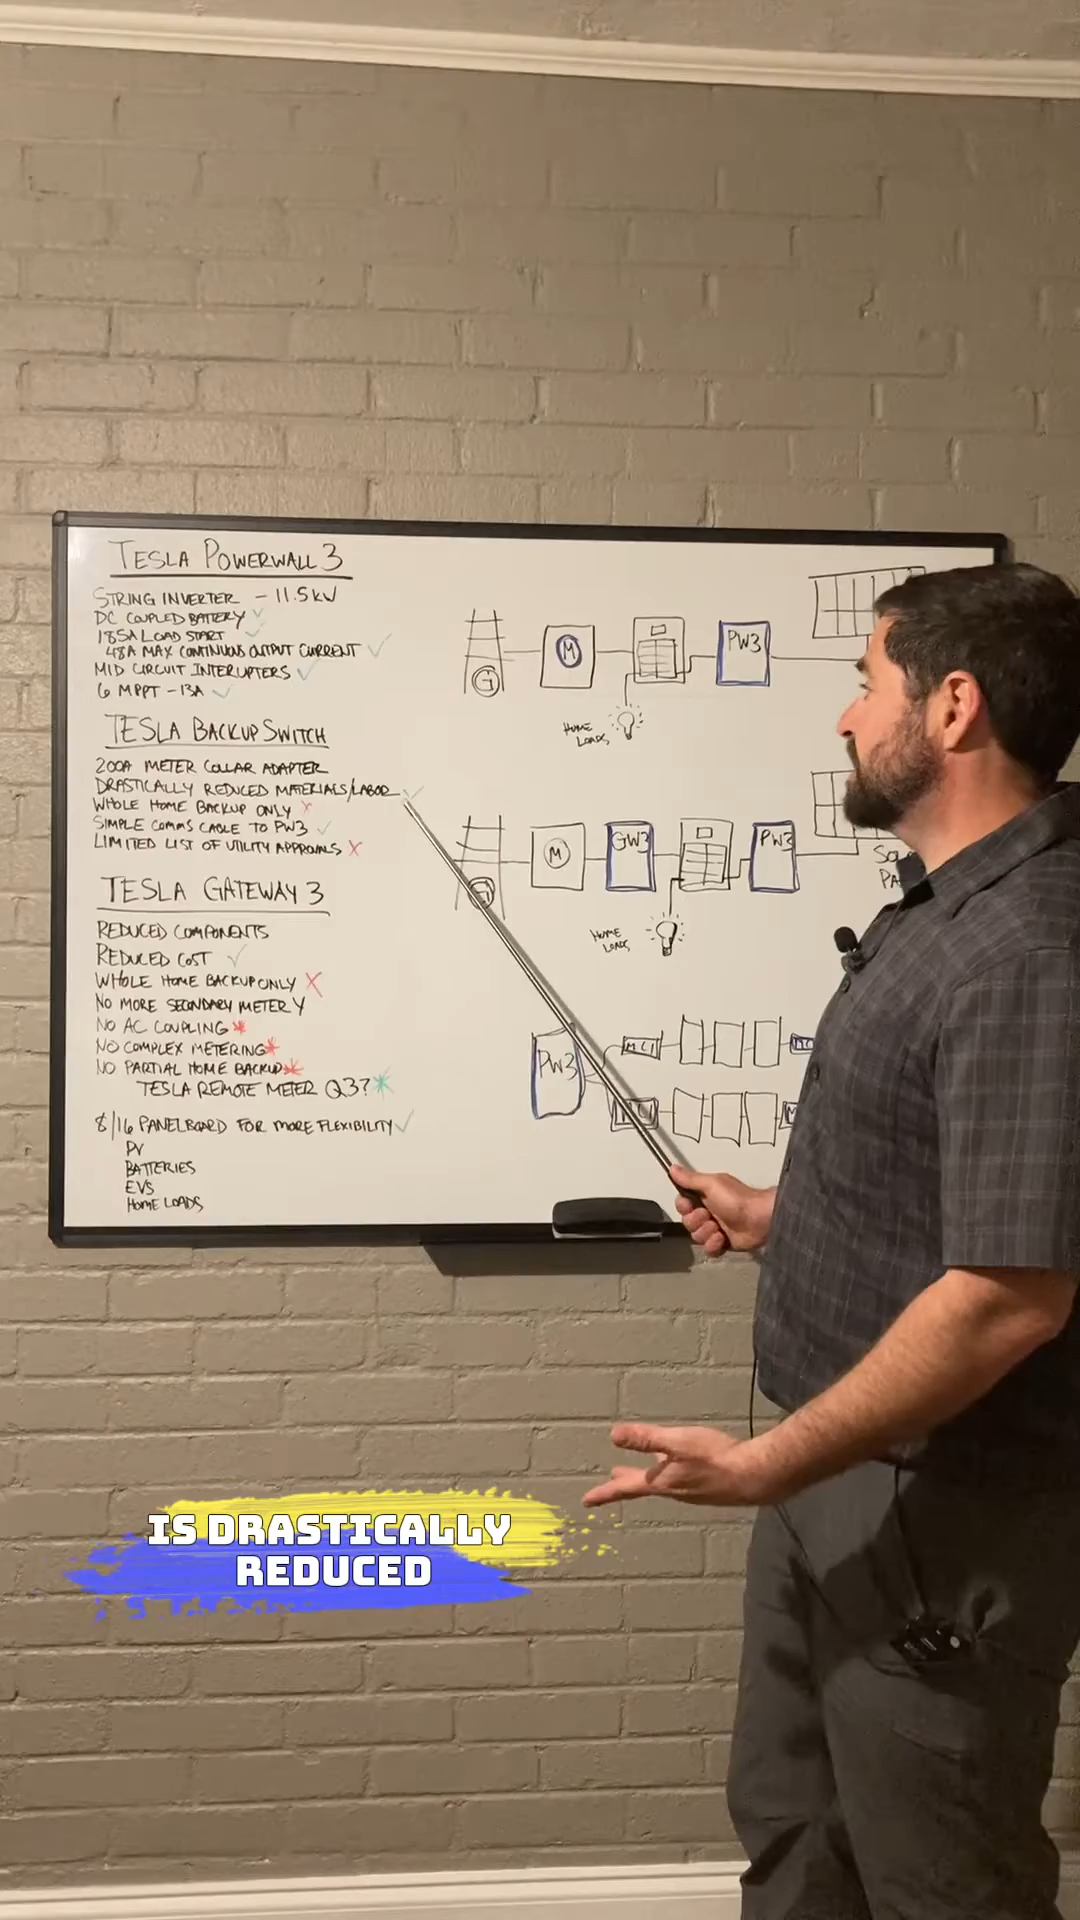 TESLA POWERWALL 3
STRING INVERTER - 11.5KW
DC COUPLED BATTERY
185A LOAD START
48A MAX CONTINUOUS OUTPUT CURRENT
MID CIRCUIT INTERUPTERS
6 MPPT - 13A
TESLA BACKUP SWITCH
200A METER COLLAR ADAPTER
DRASTICALLY REDUCED MATERIALS/LABOR
WHOLE HOME BACKUP ONLY X
SIMPLE COMMS CABLE TO PW3
LIMITED LIST OF UTILITY APPROVALS X
TESLA GATEWAY 3
REDUCED COMPONENTS
REDUCED COST
WHOLE HOME BACKUP ONLY X
NO MORE SECONDARY METER Y
NO AC COUPLING *
NO COMPLEX METERING *
NO PARTIAL HOME BACKUP *
TESLA REMOTE METER Q3? *
8/16 PANELBOARD FOR MORE FLEXIBILITY
PV
BATTERIES
EVS
HOME LOADS
G
M
PW3
HOME
LOADS
G
M
GW3
PW3
HOME
LOADS
PW3
MCI
MCI
IS DRASTICALLY
REDUCED